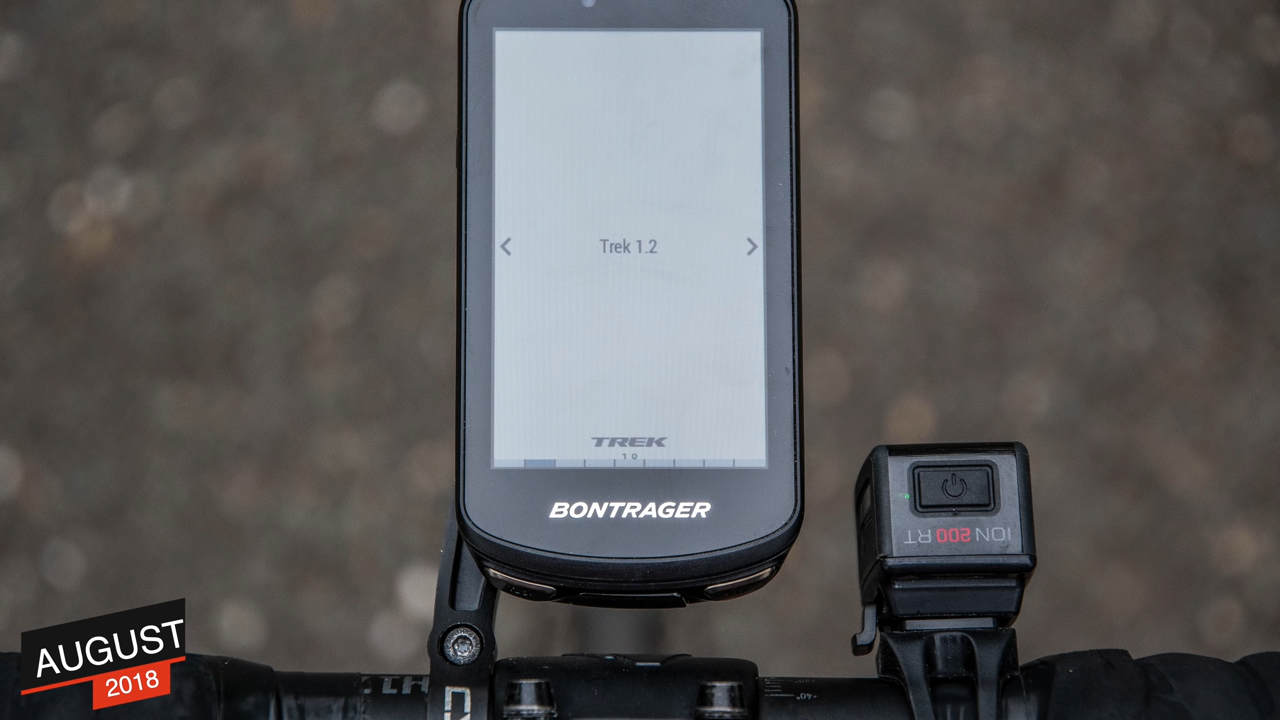 < Trek 1.2 >
TREK
BONTRAGER
ION 200 RT
AUGUST
2018